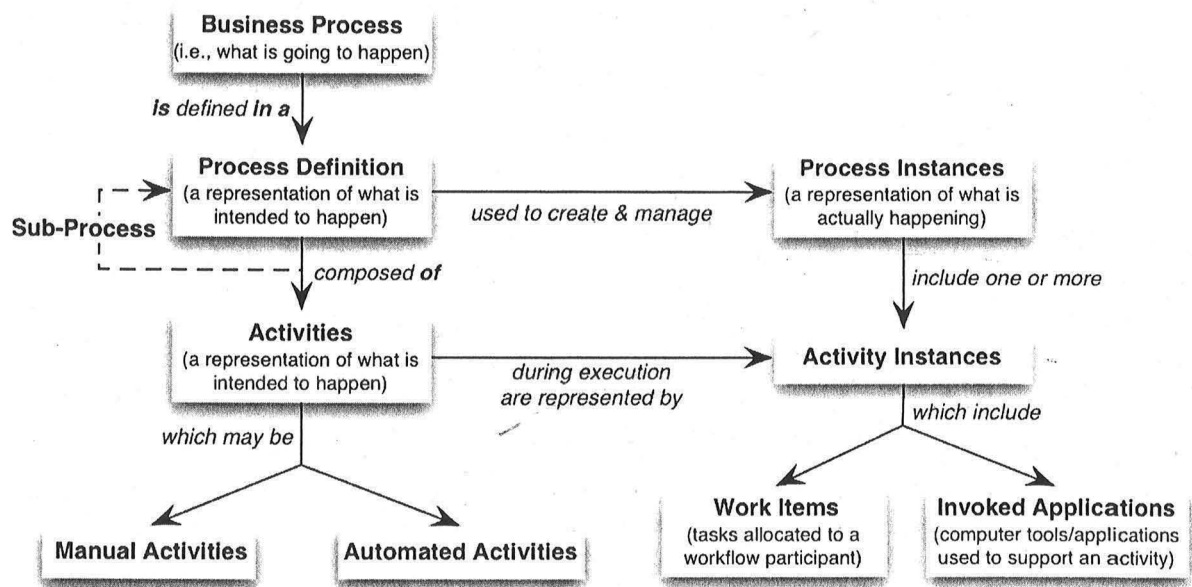 Business Process
(i.e., what is going to happen)
is defined in a
Process Definition
(a representation of what is
intended to happen)
used to create & manage
Process Instances
(a representation of what is
actually happening)
Sub-Process
composed of
include one or more
Activities
(a representation of what is
intended to happen)
during execution
are represented by
Activity Instances
which may be
which include
Manual Activities
Automated Activities
Work Items
(tasks allocated to a
workflow participant)
Invoked Applications
(computer tools/applications
used to support an activity)